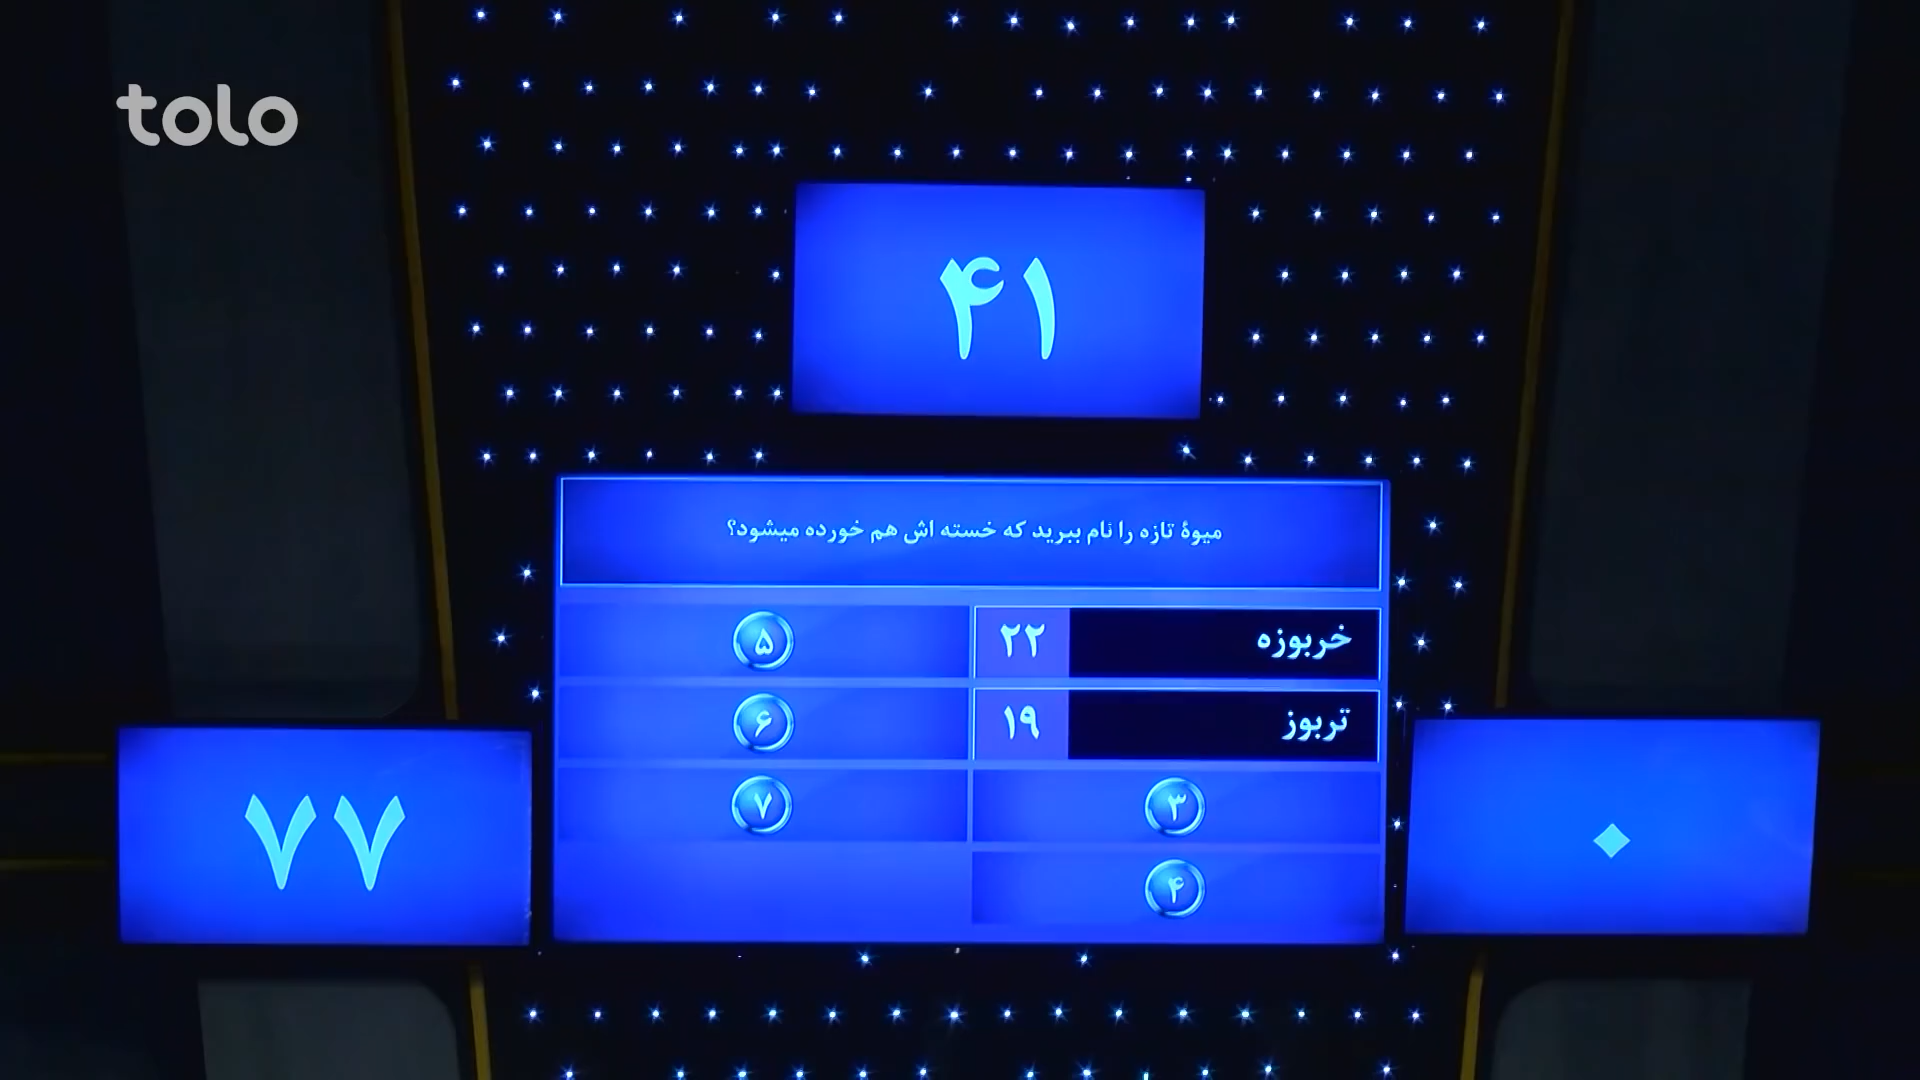 tolo
۴۱
میوۀ تازه را نام ببرید که خسته اش هم خورده میشود؟
خربوزه ۲۲
۵
تربوز ۱۹
۶
۳
۷
۴
۷۷
۰